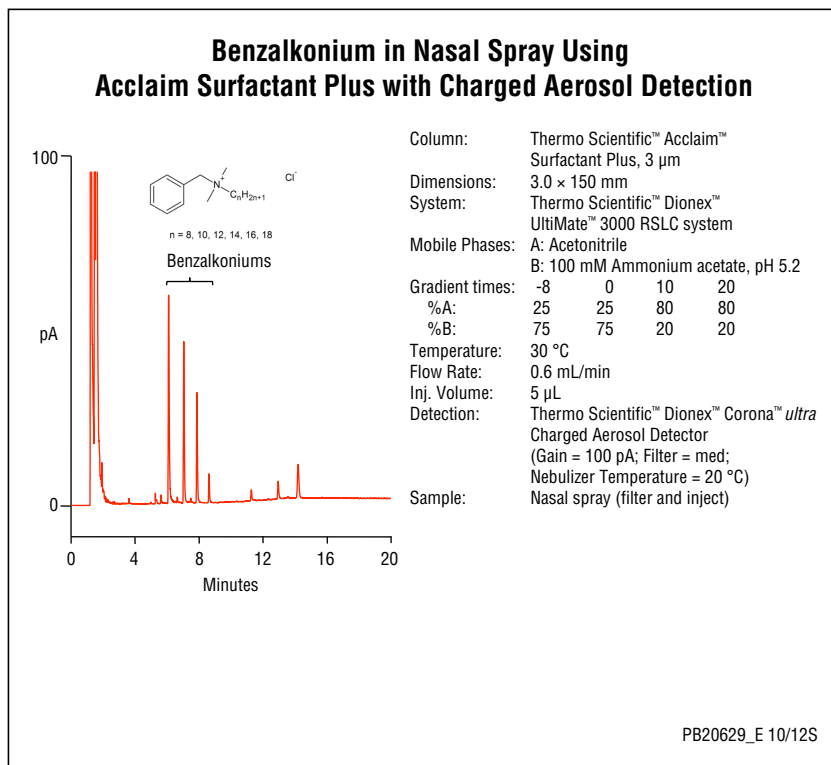 Benzalkonium in Nasal Spray Using
Acclaim Surfactant Plus with Charged Aerosol Detection
100
pA
0
N+
CnH2n+1
Cl-
n = 8, 10, 12, 14, 16, 18
Benzalkoniums
0 4 8 12 16 20
Minutes
Column: Thermo Scientific™ Acclaim™
Surfactant Plus, 3 µm
Dimensions: 3.0 × 150 mm
System: Thermo Scientific™ Dionex™
UltiMate™ 3000 RSLC system
Mobile Phases: A: Acetonitrile
B: 100 mM Ammonium acetate, pH 5.2
Gradient times: -8 0 10 20
%A: 25 25 80 80
%B: 75 75 20 20
Temperature: 30 °C
Flow Rate: 0.6 mL/min
Inj. Volume: 5 µL
Detection: Thermo Scientific™ Dionex™ Corona™ ultra
Charged Aerosol Detector
(Gain = 100 pA; Filter = med;
Nebulizer Temperature = 20 °C)
Sample: Nasal spray (filter and inject)
PB20629_E 10/12S